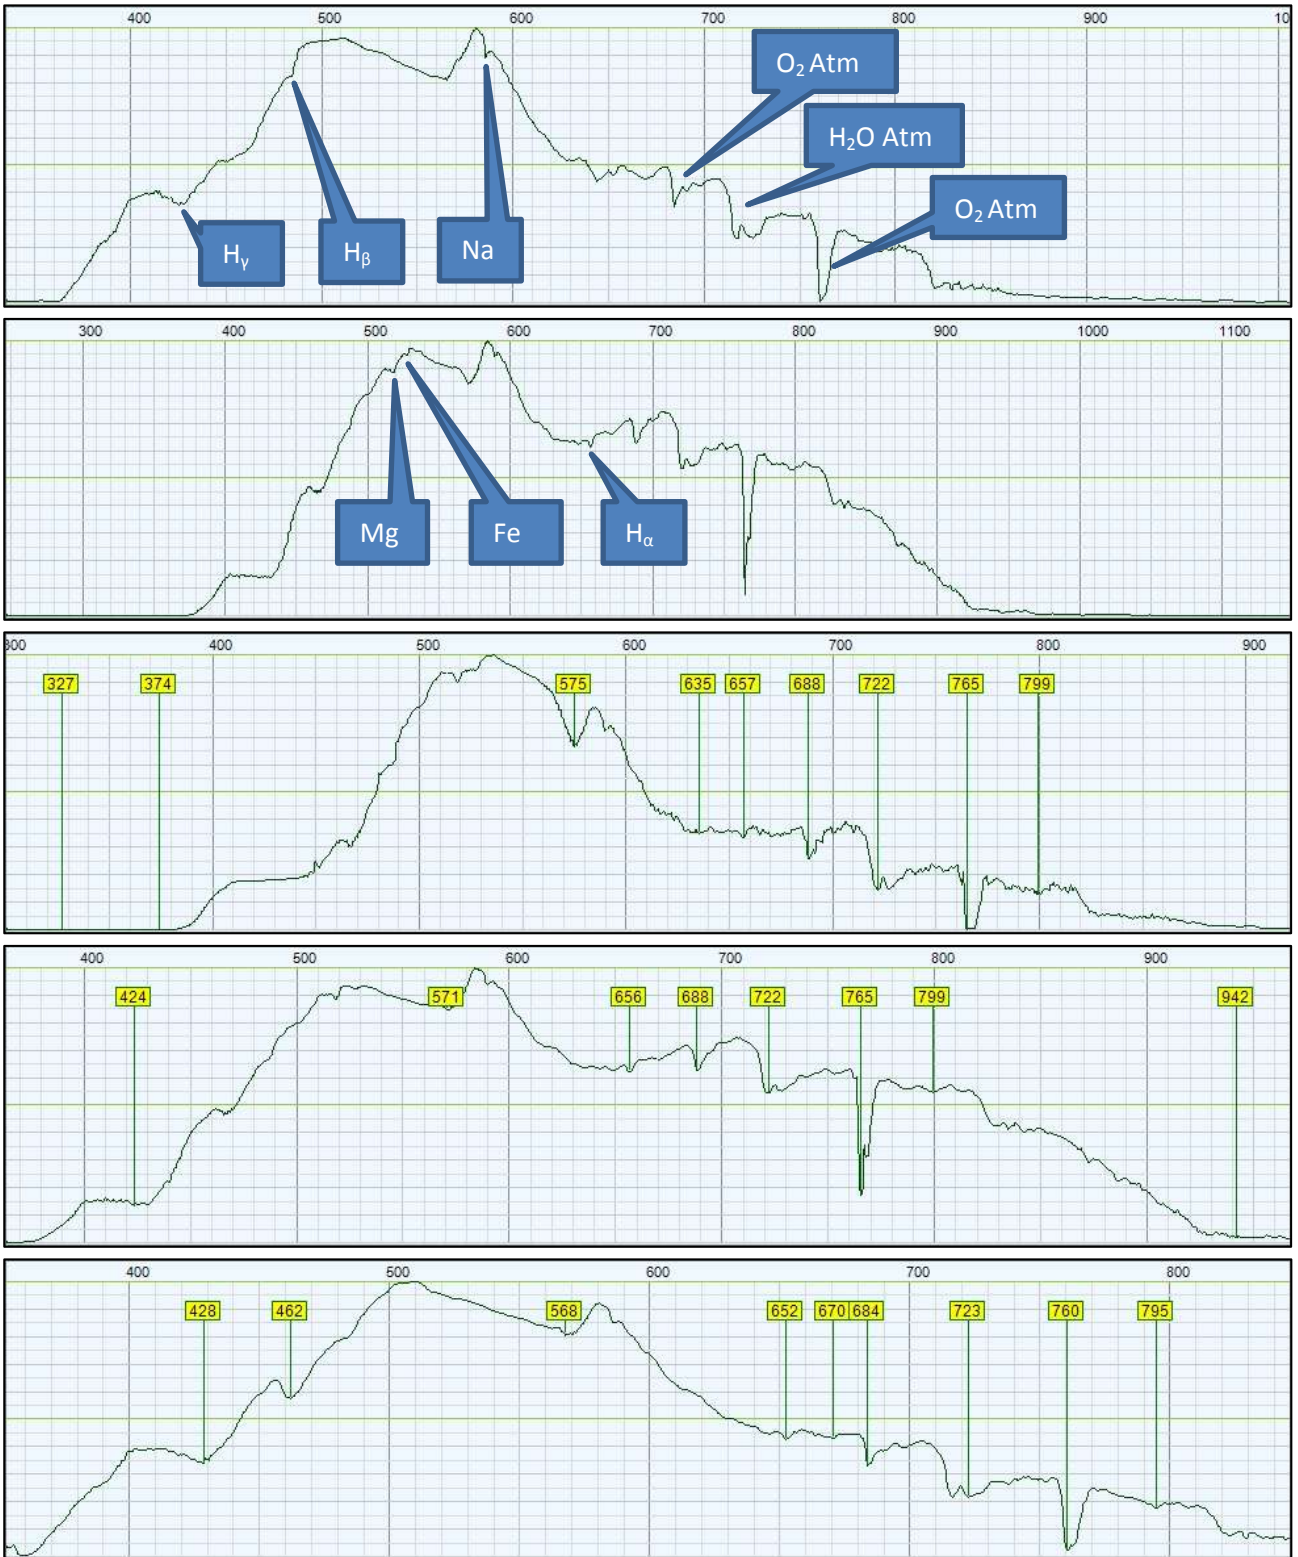 400 500 600 700 800 900 10
O₂ Atm
H₂O Atm
O₂ Atm
Hγ Hβ Na
300 400 500 600 700 800 900 1000 1100
Mg Fe Hα
300 400 500 600 700 800 900
327 374 575 635 657 688 722 765 799
400 500 600 700 800 900
424 571 656 688 722 765 799 942
400 500 600 700 800
428 462 568 652 670 684 723 760 795